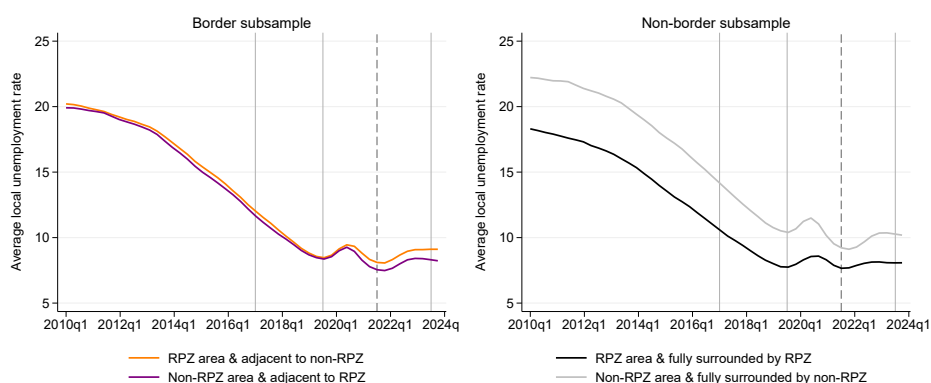 Border subsample
Average local unemployment rate
25
20
15
10
5
2010q1 2012q1 2014q1 2016q1 2018q1 2020q1 2022q1 2024q
RPZ area & adjacent to non-RPZ
Non-RPZ area & adjacent to RPZ
Non-border subsample
Average local unemployment rate
25
20
15
10
5
2010q1 2012q1 2014q1 2016q1 2018q1 2020q1 2022q1 2024q1
RPZ area & fully surrounded by RPZ
Non-RPZ area & fully surrounded by non-RPZ